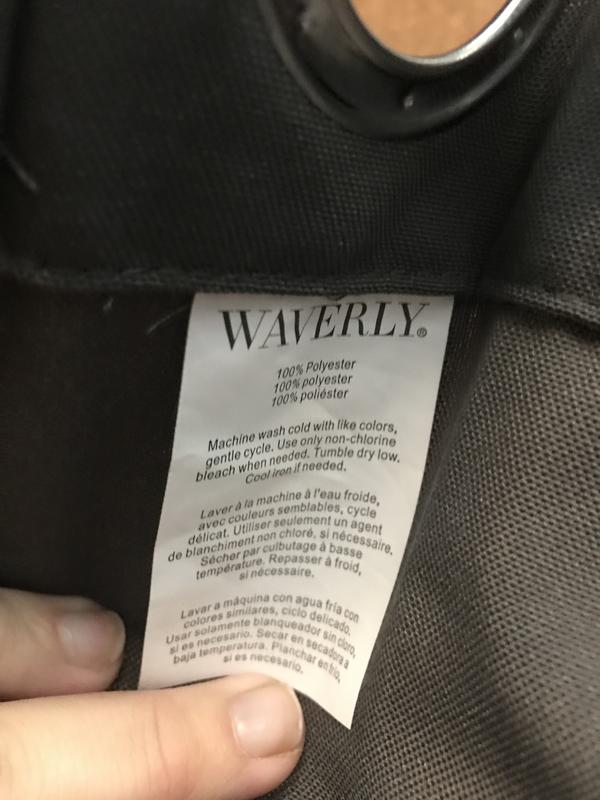 WAVERLY®
100% Polyester
100% polyester
100% poliéster
Machine wash cold with like colors,
gentle cycle. Use only non-chlorine
bleach when needed. Tumble dry low.
Cool iron if needed.
Laver à la machine à l'eau froide,
avec couleurs semblables, cycle
délicat. Utiliser seulement un agent
de blanchiment non chloré, si nécessaire.
Sécher par culbutage à basse
température. Repasser à froid,
si nécessaire.
Lavar a máquina con agua fría con
colores similares, ciclo delicado.
Usar solamente blanqueador sin cloro,
si es necesario. Secar en secadora a
baja temperatura. Planchar en frío,
si es necesario.